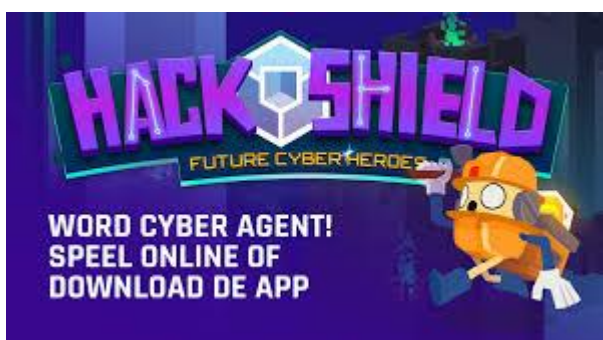 HACK SHIELD
FUTURE CYBER HEROES
WORD CYBER AGENT!
SPEEL ONLINE OF
DOWNLOAD DE APP